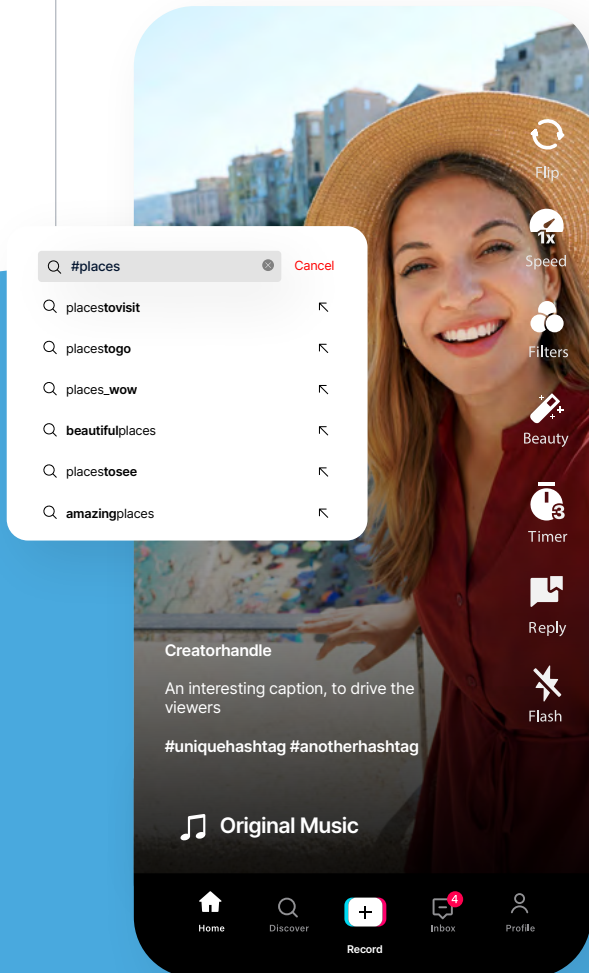 #places
Cancel
placestovisit
placestogo
places_wow
beautifulplaces
placestosee
amazingplaces
Flip
1x
Speed
Filters
Beauty
3
Timer
Reply
Flash
Creatorhandle
An interesting caption, to drive the
viewers
#uniquehashtag #anotherhashtag
Original Music
Home
Discover
Record
4
Inbox
Profile